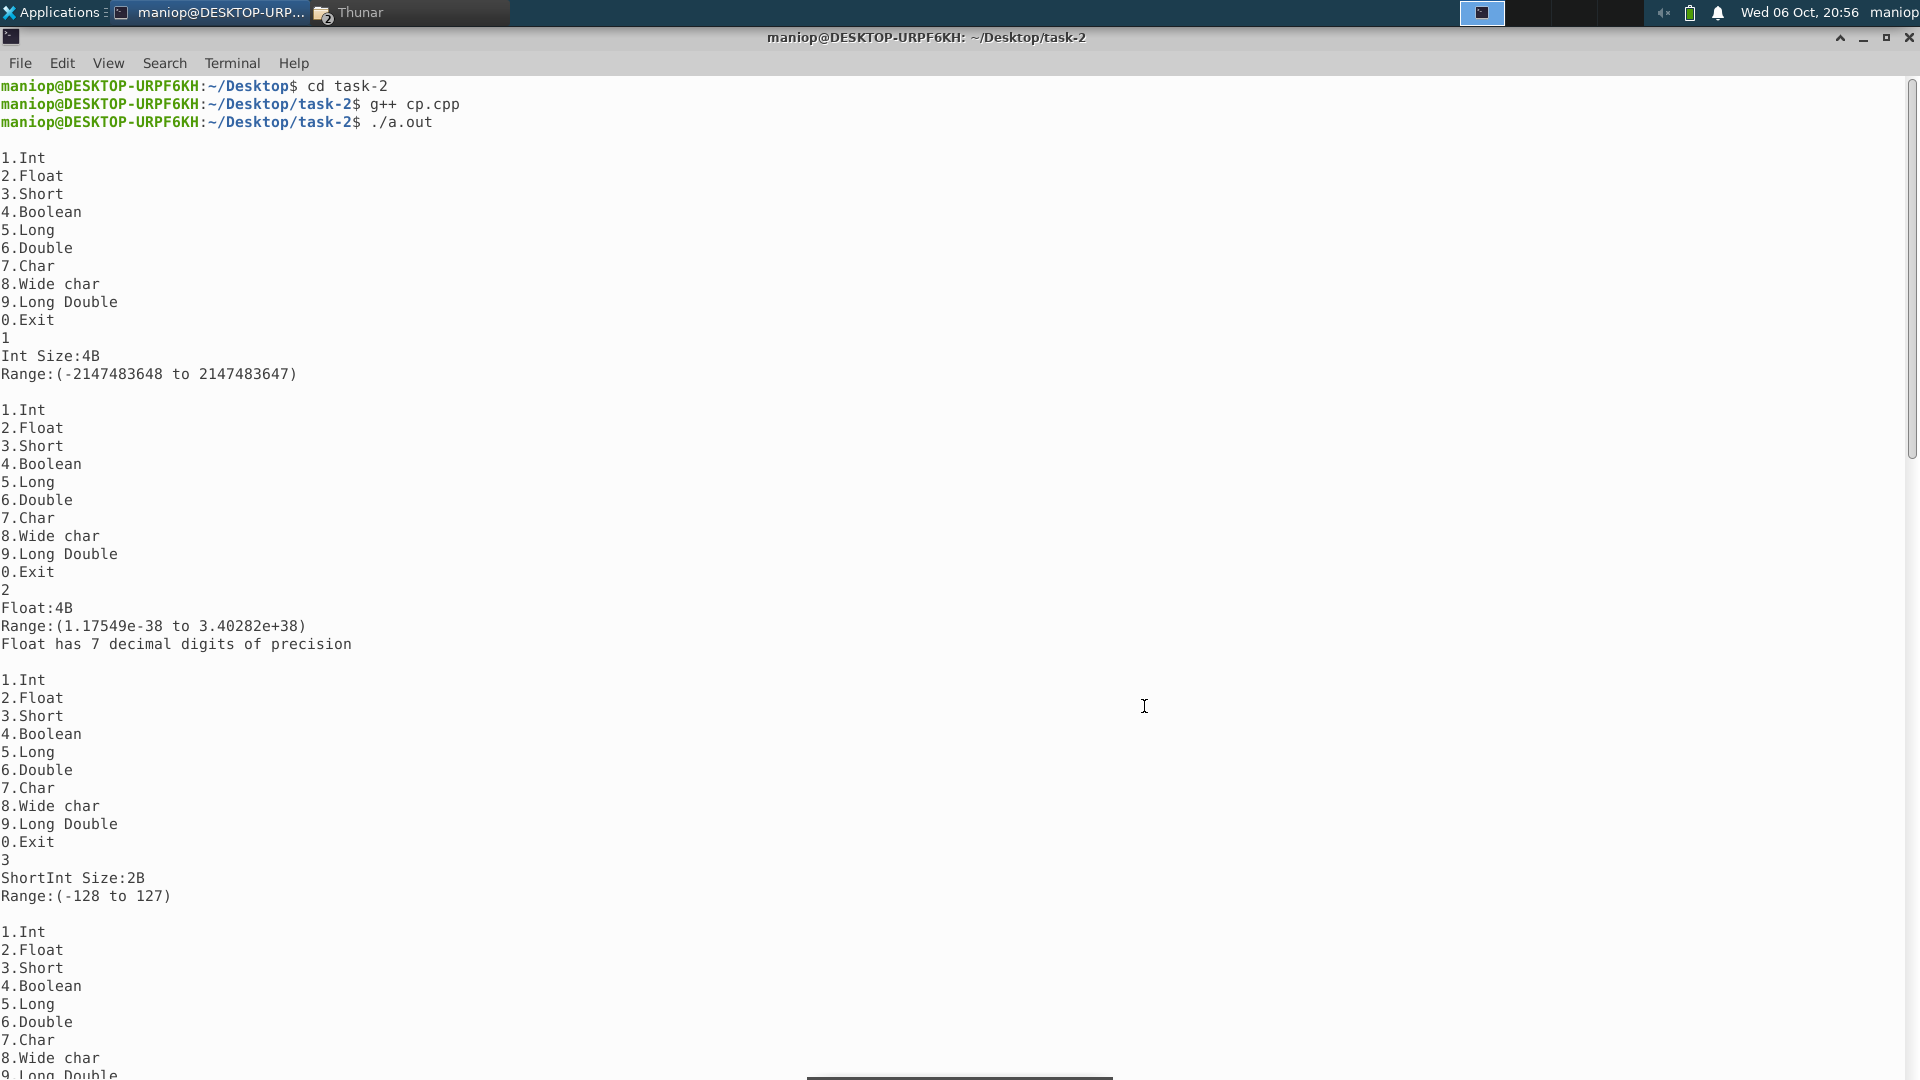 Applications maniop@DESKTOP-URP... 2 Thunar Wed 06 Oct, 20:56 maniop
maniop@DESKTOP-URPF6KH: ~/Desktop/task-2
File Edit View Search Terminal Help
maniop@DESKTOP-URPF6KH:~/Desktop$ cd task-2
maniop@DESKTOP-URPF6KH:~/Desktop/task-2$ g++ cp.cpp
maniop@DESKTOP-URPF6KH:~/Desktop/task-2$ ./a.out
1.Int
2.Float
3.Short
4.Boolean
5.Long
6.Double
7.Char
8.Wide char
9.Long Double
0.Exit
1
Int Size:4B
Range:(-2147483648 to 2147483647)
1.Int
2.Float
3.Short
4.Boolean
5.Long
6.Double
7.Char
8.Wide char
9.Long Double
0.Exit
2
Float:4B
Range:(1.17549e-38 to 3.40282e+38)
Float has 7 decimal digits of precision
1.Int
2.Float
3.Short
4.Boolean
5.Long
6.Double
7.Char
8.Wide char
9.Long Double
0.Exit
3
ShortInt Size:2B
Range:(-128 to 127)
1.Int
2.Float
3.Short
4.Boolean
5.Long
6.Double
7.Char
8.Wide char
9.Long Double